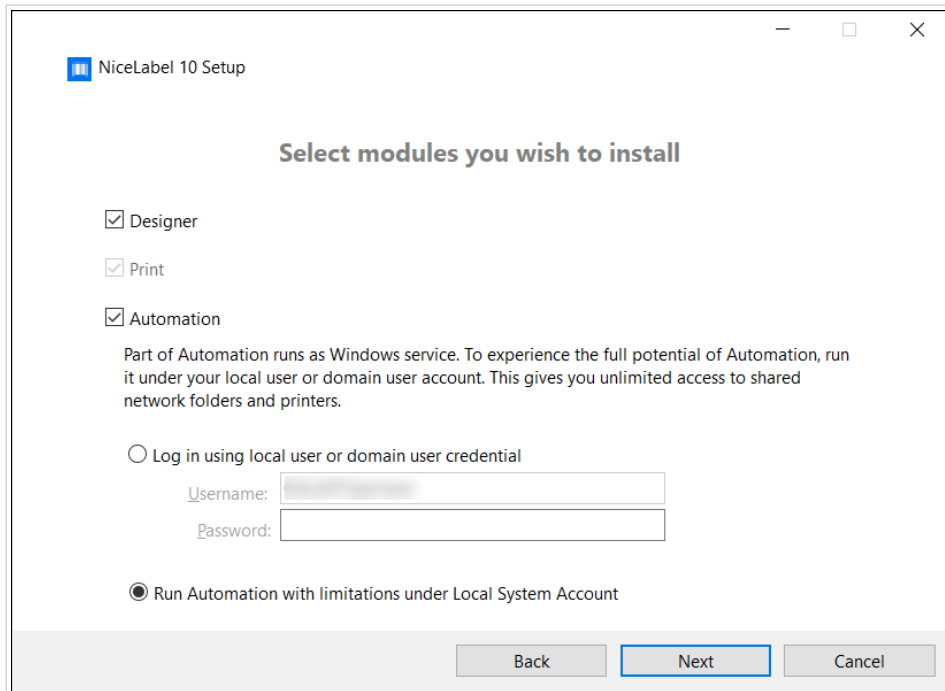 NiceLabel 10 Setup
Select modules you wish to install
Designer
Print
Automation
Part of Automation runs as Windows service. To experience the full potential of Automation, run
it under your local user or domain user account. This gives you unlimited access to shared
network folders and printers.
Log in using local user or domain user credential
Username:
Password:
Run Automation with limitations under Local System Account
Back Next Cancel